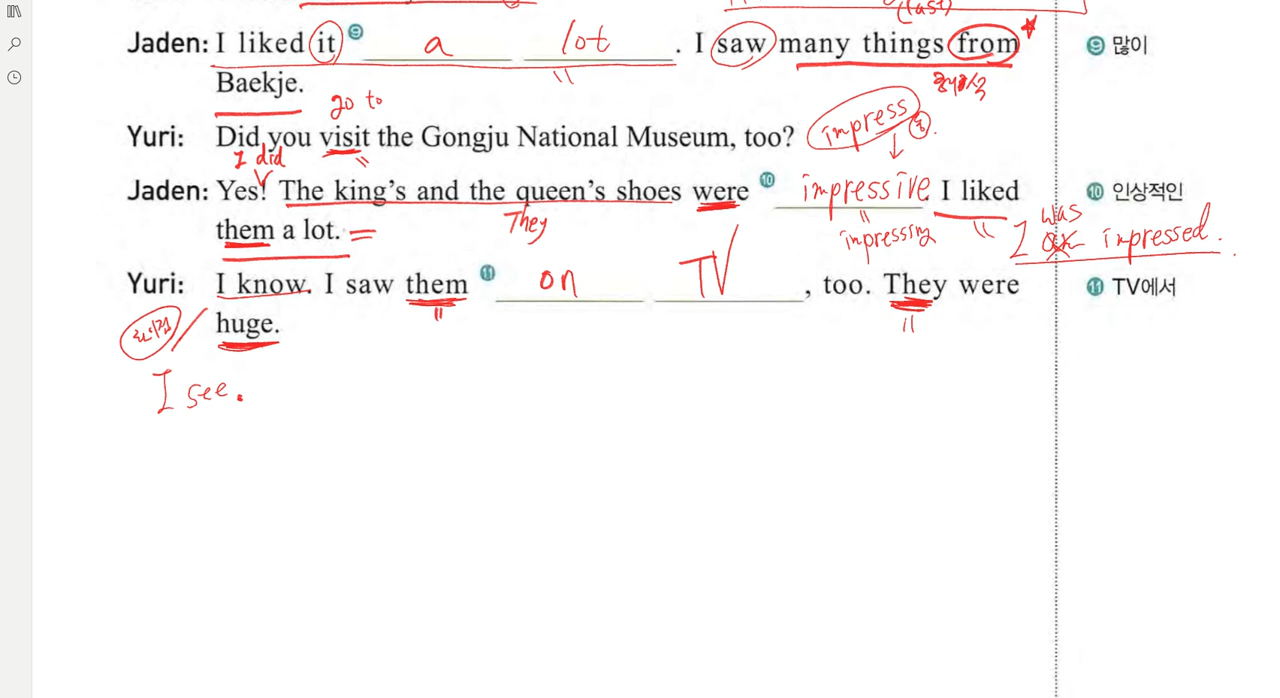 (last)
Jaden: I liked it ⑨ a lot . I saw many things from ⑨ 많이
Baekje.
go to
Yuri: Did you visit the Gongju National Museum, too? impress 동.
I did
Jaden: Yes! The king's and the queen's shoes were ⑩ impressive. I liked ⑩ 인상적인
them a lot. They impressing I was impressed.
Yuri: I know. I saw them ⑪ on TV , too. They were ⑪ TV에서
huge.
I see.